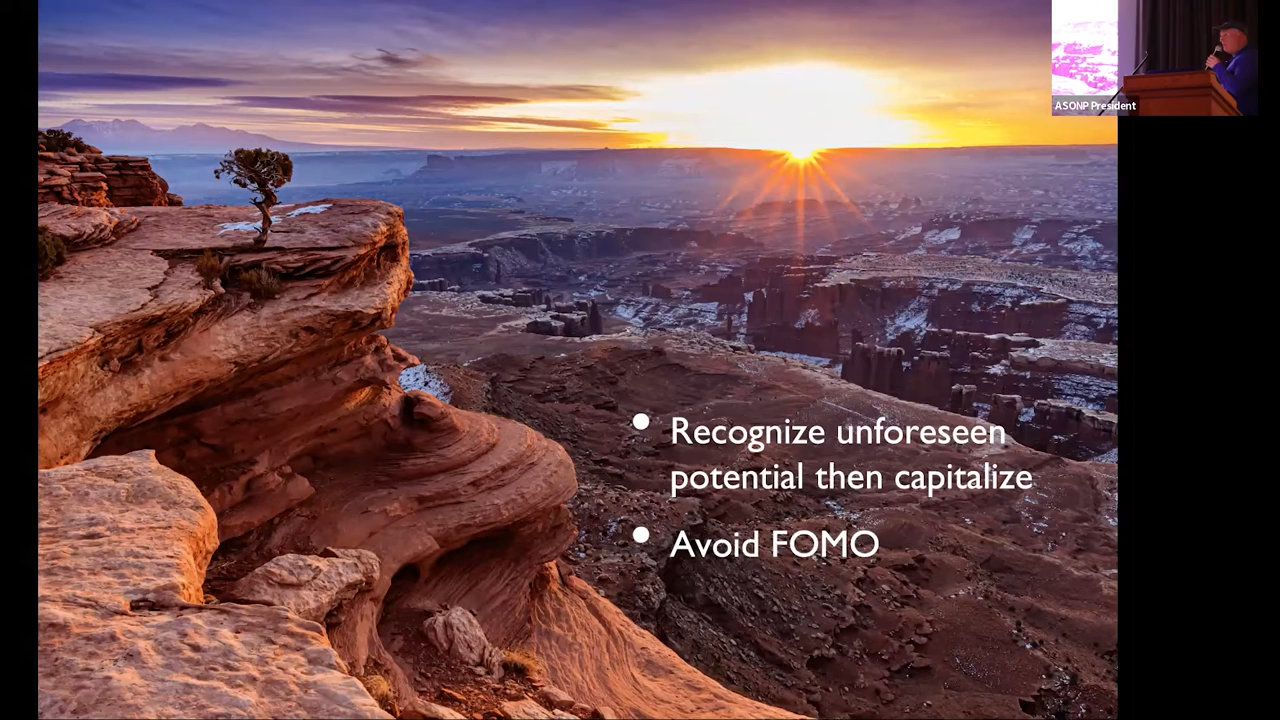 ASONP President
• Recognize unforeseen
potential then capitalize
• Avoid FOMO